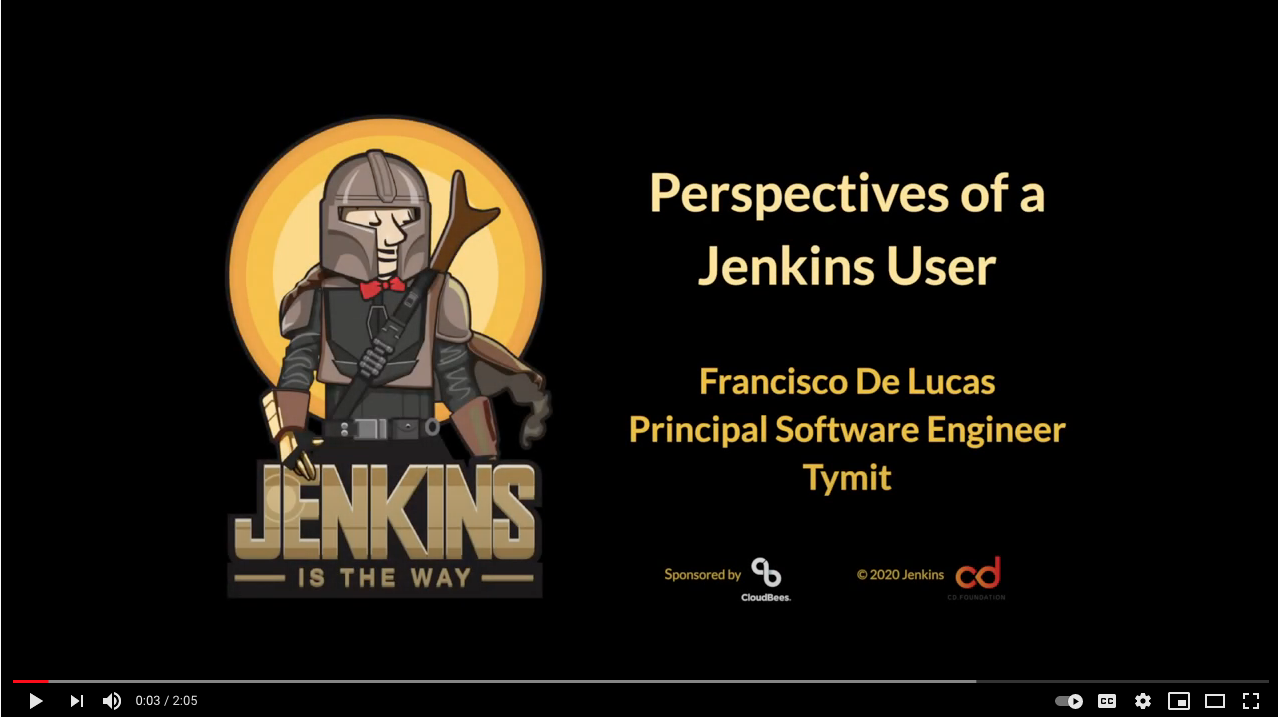 Perspectives of a
Jenkins User
Francisco De Lucas
Principal Software Engineer
Tymit
JENKINS
IS THE WAY
Sponsored by
CloudBees.
© 2020 Jenkins
cd
CD.FOUNDATION
0:03 / 2:05
CC